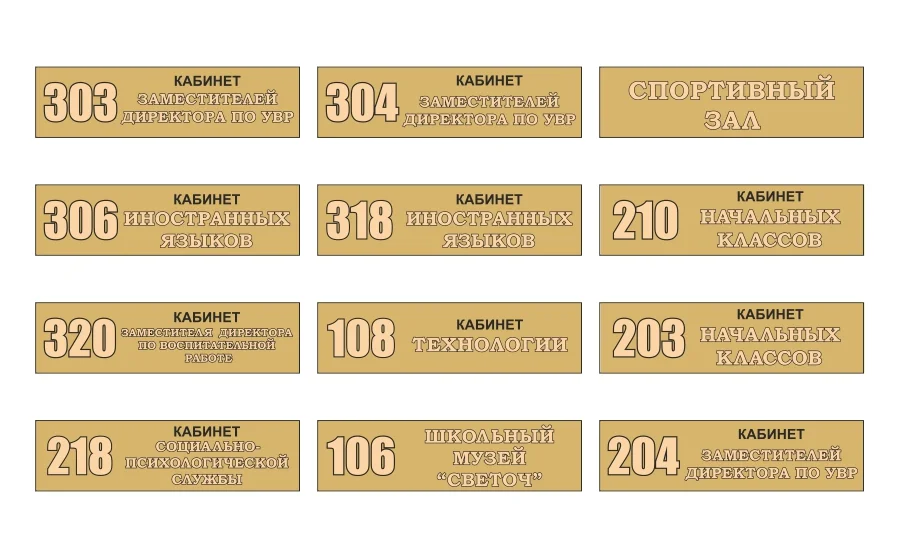 303
КАБИНЕТ
ЗАМЕСТИТЕЛЕЙ
ДИРЕКТОРА ПО УВР
304
КАБИНЕТ
ЗАМЕСТИТЕЛЕЙ
ДИРЕКТОРА ПО УВР
СПОРТИВНЫЙ
ЗАЛ
306
КАБИНЕТ
ИНОСТРАННЫХ
ЯЗЫКОВ
318
КАБИНЕТ
ИНОСТРАННЫХ
ЯЗЫКОВ
210
КАБИНЕТ
НАЧАЛЬНЫХ
КЛАССОВ
320
КАБИНЕТ
ЗАМЕСТИТЕЛЯ ДИРЕКТОРА
ПО ВОСПИТАТЕЛЬНОЙ
РАБОТЕ
108
КАБИНЕТ
ТЕХНОЛОГИИ
203
КАБИНЕТ
НАЧАЛЬНЫХ
КЛАССОВ
218
КАБИНЕТ
СОЦИАЛЬНО-
ПСИХОЛОГИЧЕСКОЙ
СЛУЖБЫ
106
ШКОЛЬНЫЙ
МУЗЕЙ
“СВЕТОЧ”
204
КАБИНЕТ
ЗАМЕСТИТЕЛЕЙ
ДИРЕКТОРА ПО УВР